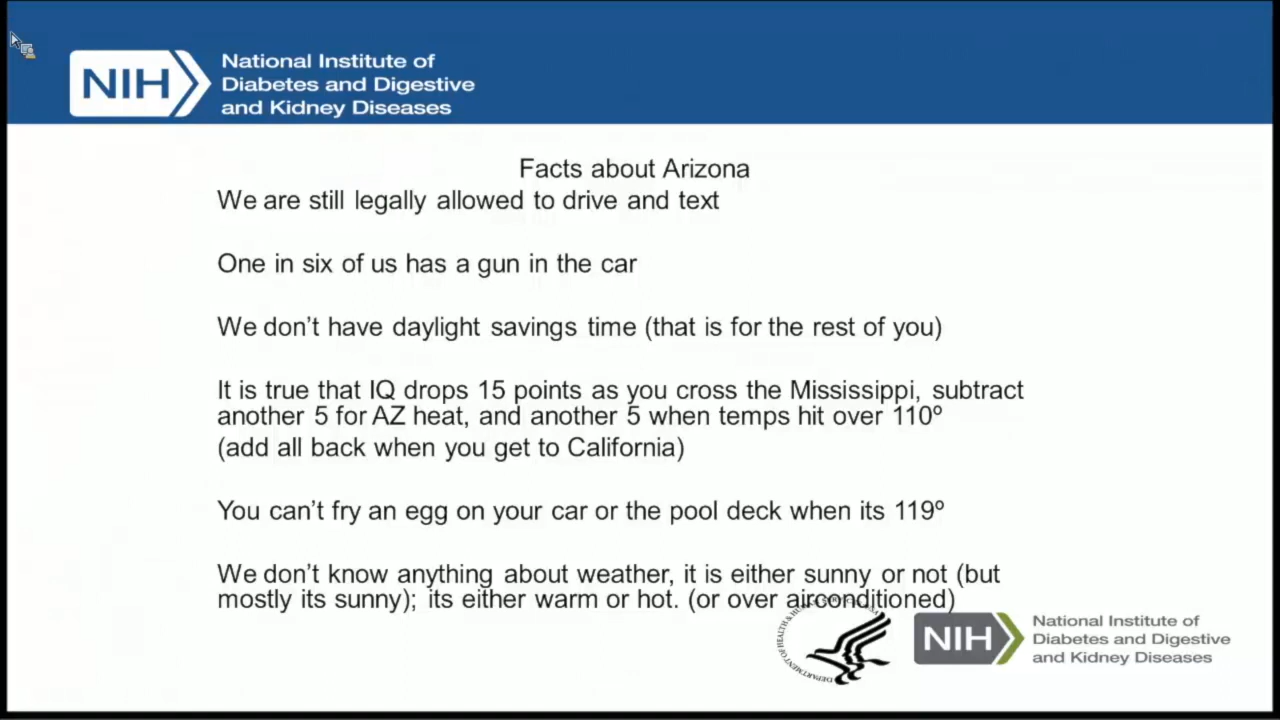 NIH
National Institute of
Diabetes and Digestive
and Kidney Diseases
Facts about Arizona
We are still legally allowed to drive and text
One in six of us has a gun in the car
We don't have daylight savings time (that is for the rest of you)
It is true that IQ drops 15 points as you cross the Mississippi, subtract
another 5 for AZ heat, and another 5 when temps hit over 110º
(add all back when you get to California)
You can't fry an egg on your car or the pool deck when its 119º
We don't know anything about weather, it is either sunny or not (but
mostly its sunny); its either warm or hot. (or over airconditioned)
DEPARTMENT OF HEALTH & HUMAN SERVICES
NIH
National Institute of
Diabetes and Digestive
and Kidney Diseases